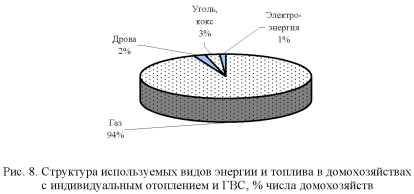 Уголь,
кокс
3%
Электро-
энергия
1%
Дрова
2%
Газ
94%
Рис. 8. Структура используемых видов энергии и топлива в домохозяйствах
с индивидуальным отоплением и ГВС, % числа домохозяйств